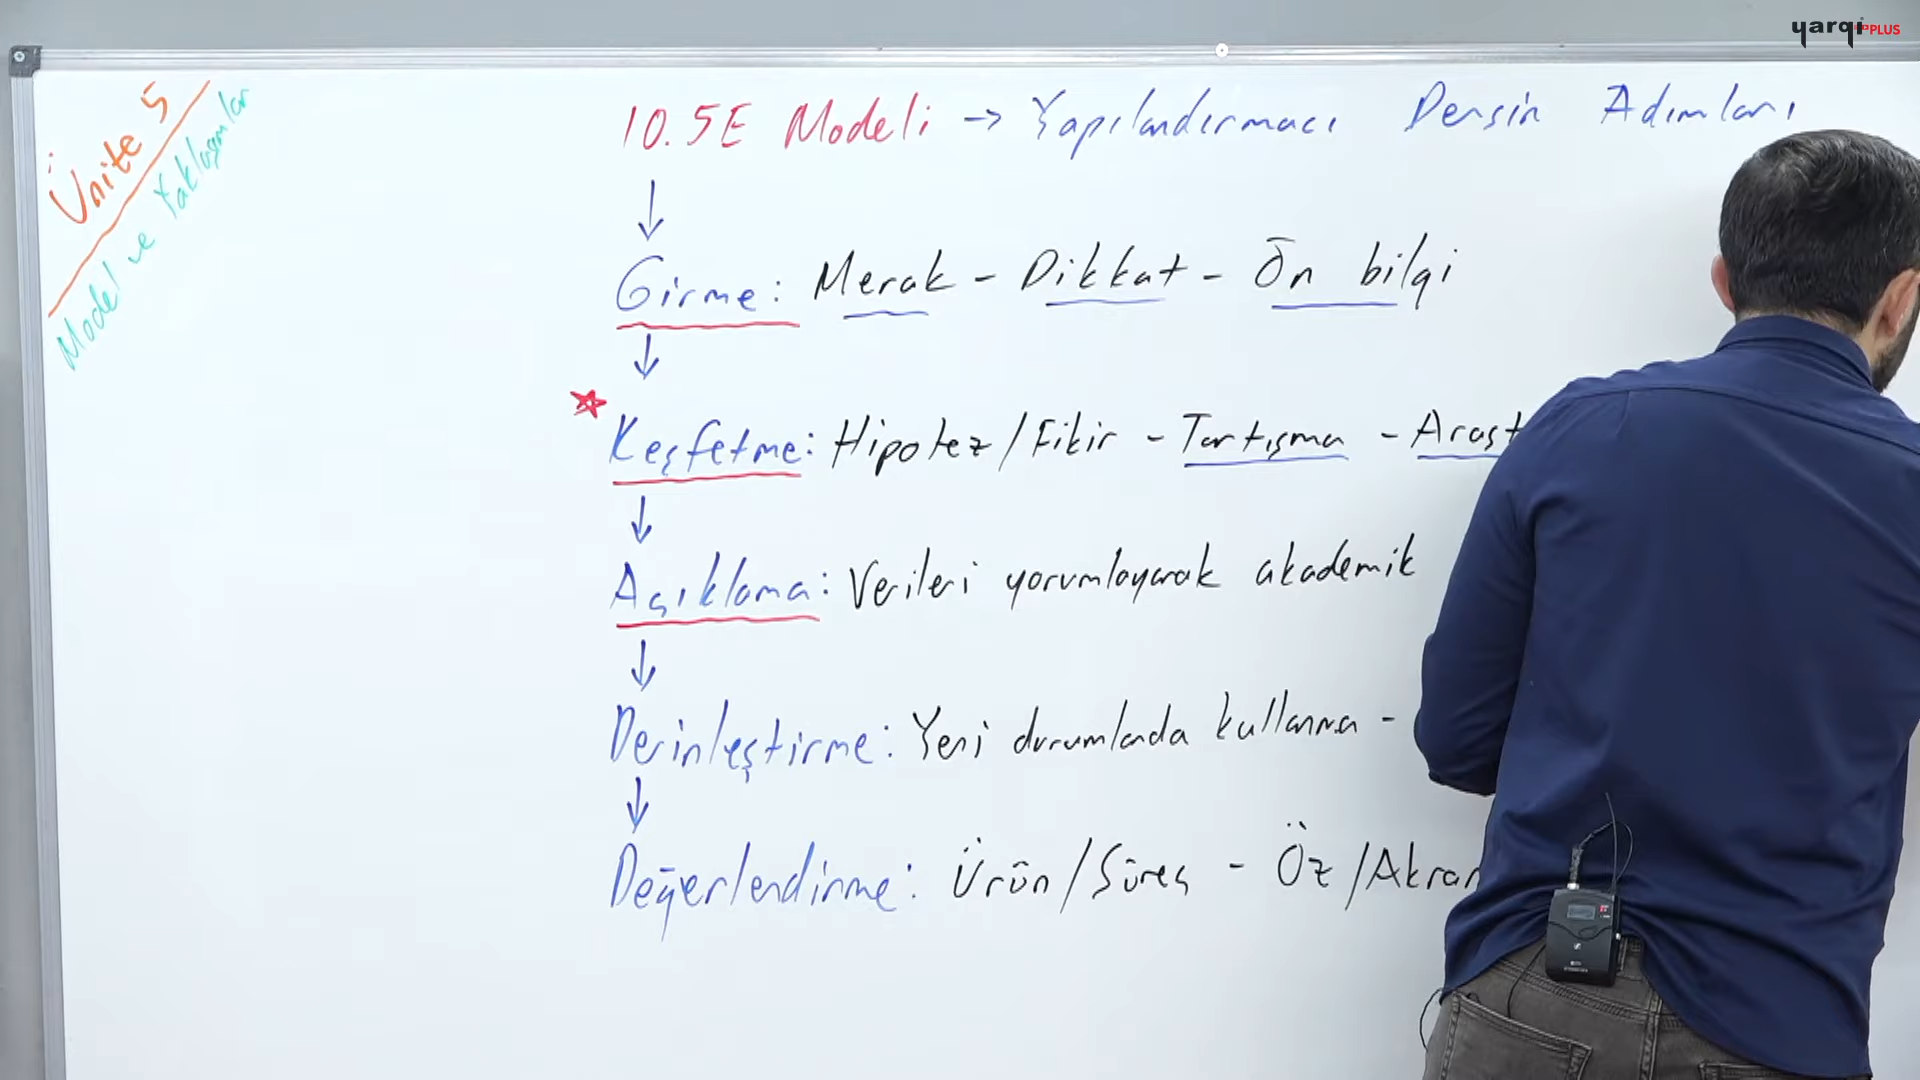 yargı PLUS
Ünite 5
Model ve Yaklaşımlar
10. 5E Modeli → Yapılandırmacı Dersin Adımları
Girme: Merak - Dikkat - Ön bilgi
Keşfetme: Hipotez/Fikir - Tartışma - Araşt
Açıklama: Verileri yorumlayarak akademik
Derinleştirme: Yeni durumlarda kullanma -
Değerlendirme: Ürün/Süreç - Öz/Akran